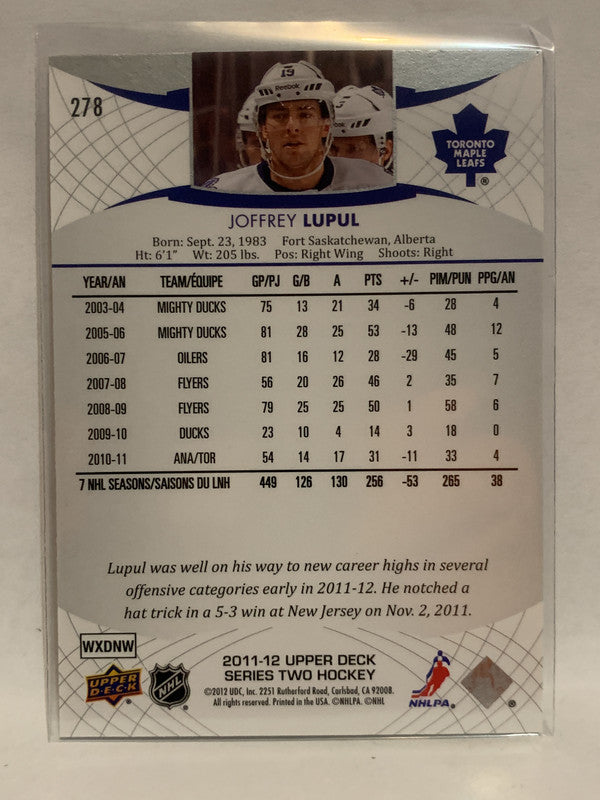 278
19
Reebok
TORONTO
MAPLE
LEAFS
®
JOFFREY LUPUL
Born: Sept. 23, 1983 Fort Saskatchewan, Alberta
Ht: 6'1" Wt: 205 lbs. Pos: Right Wing Shoots: Right
YEAR/AN TEAM/ÉQUIPE GP/PJ G/B A PTS +/- PIM/PUN PPG/AN
2003-04 MIGHTY DUCKS 75 13 21 34 -6 28 4
2005-06 MIGHTY DUCKS 81 28 25 53 -13 48 12
2006-07 OILERS 81 16 12 28 -29 45 5
2007-08 FLYERS 56 20 26 46 2 35 7
2008-09 FLYERS 79 25 25 50 1 58 6
2009-10 DUCKS 23 10 4 14 3 18 0
2010-11 ANA/TOR 54 14 17 31 -11 33 4
7 NHL SEASONS/SAISONS DU LNH 449 126 130 256 -53 265 38
Lupul was well on his way to new career highs in several
offensive categories early in 2011-12. He notched a
hat trick in a 5-3 win at New Jersey on Nov. 2, 2011.
WXDNW
UPPER
DECK
NHL
2011-12 UPPER DECK
SERIES TWO HOCKEY
©2012 UDC, Inc. 2251 Rutherford Road, Carlsbad, CA 92008.
All rights reserved. Printed in the USA. ©NHLPA. ©NHL
NHLPA.
®